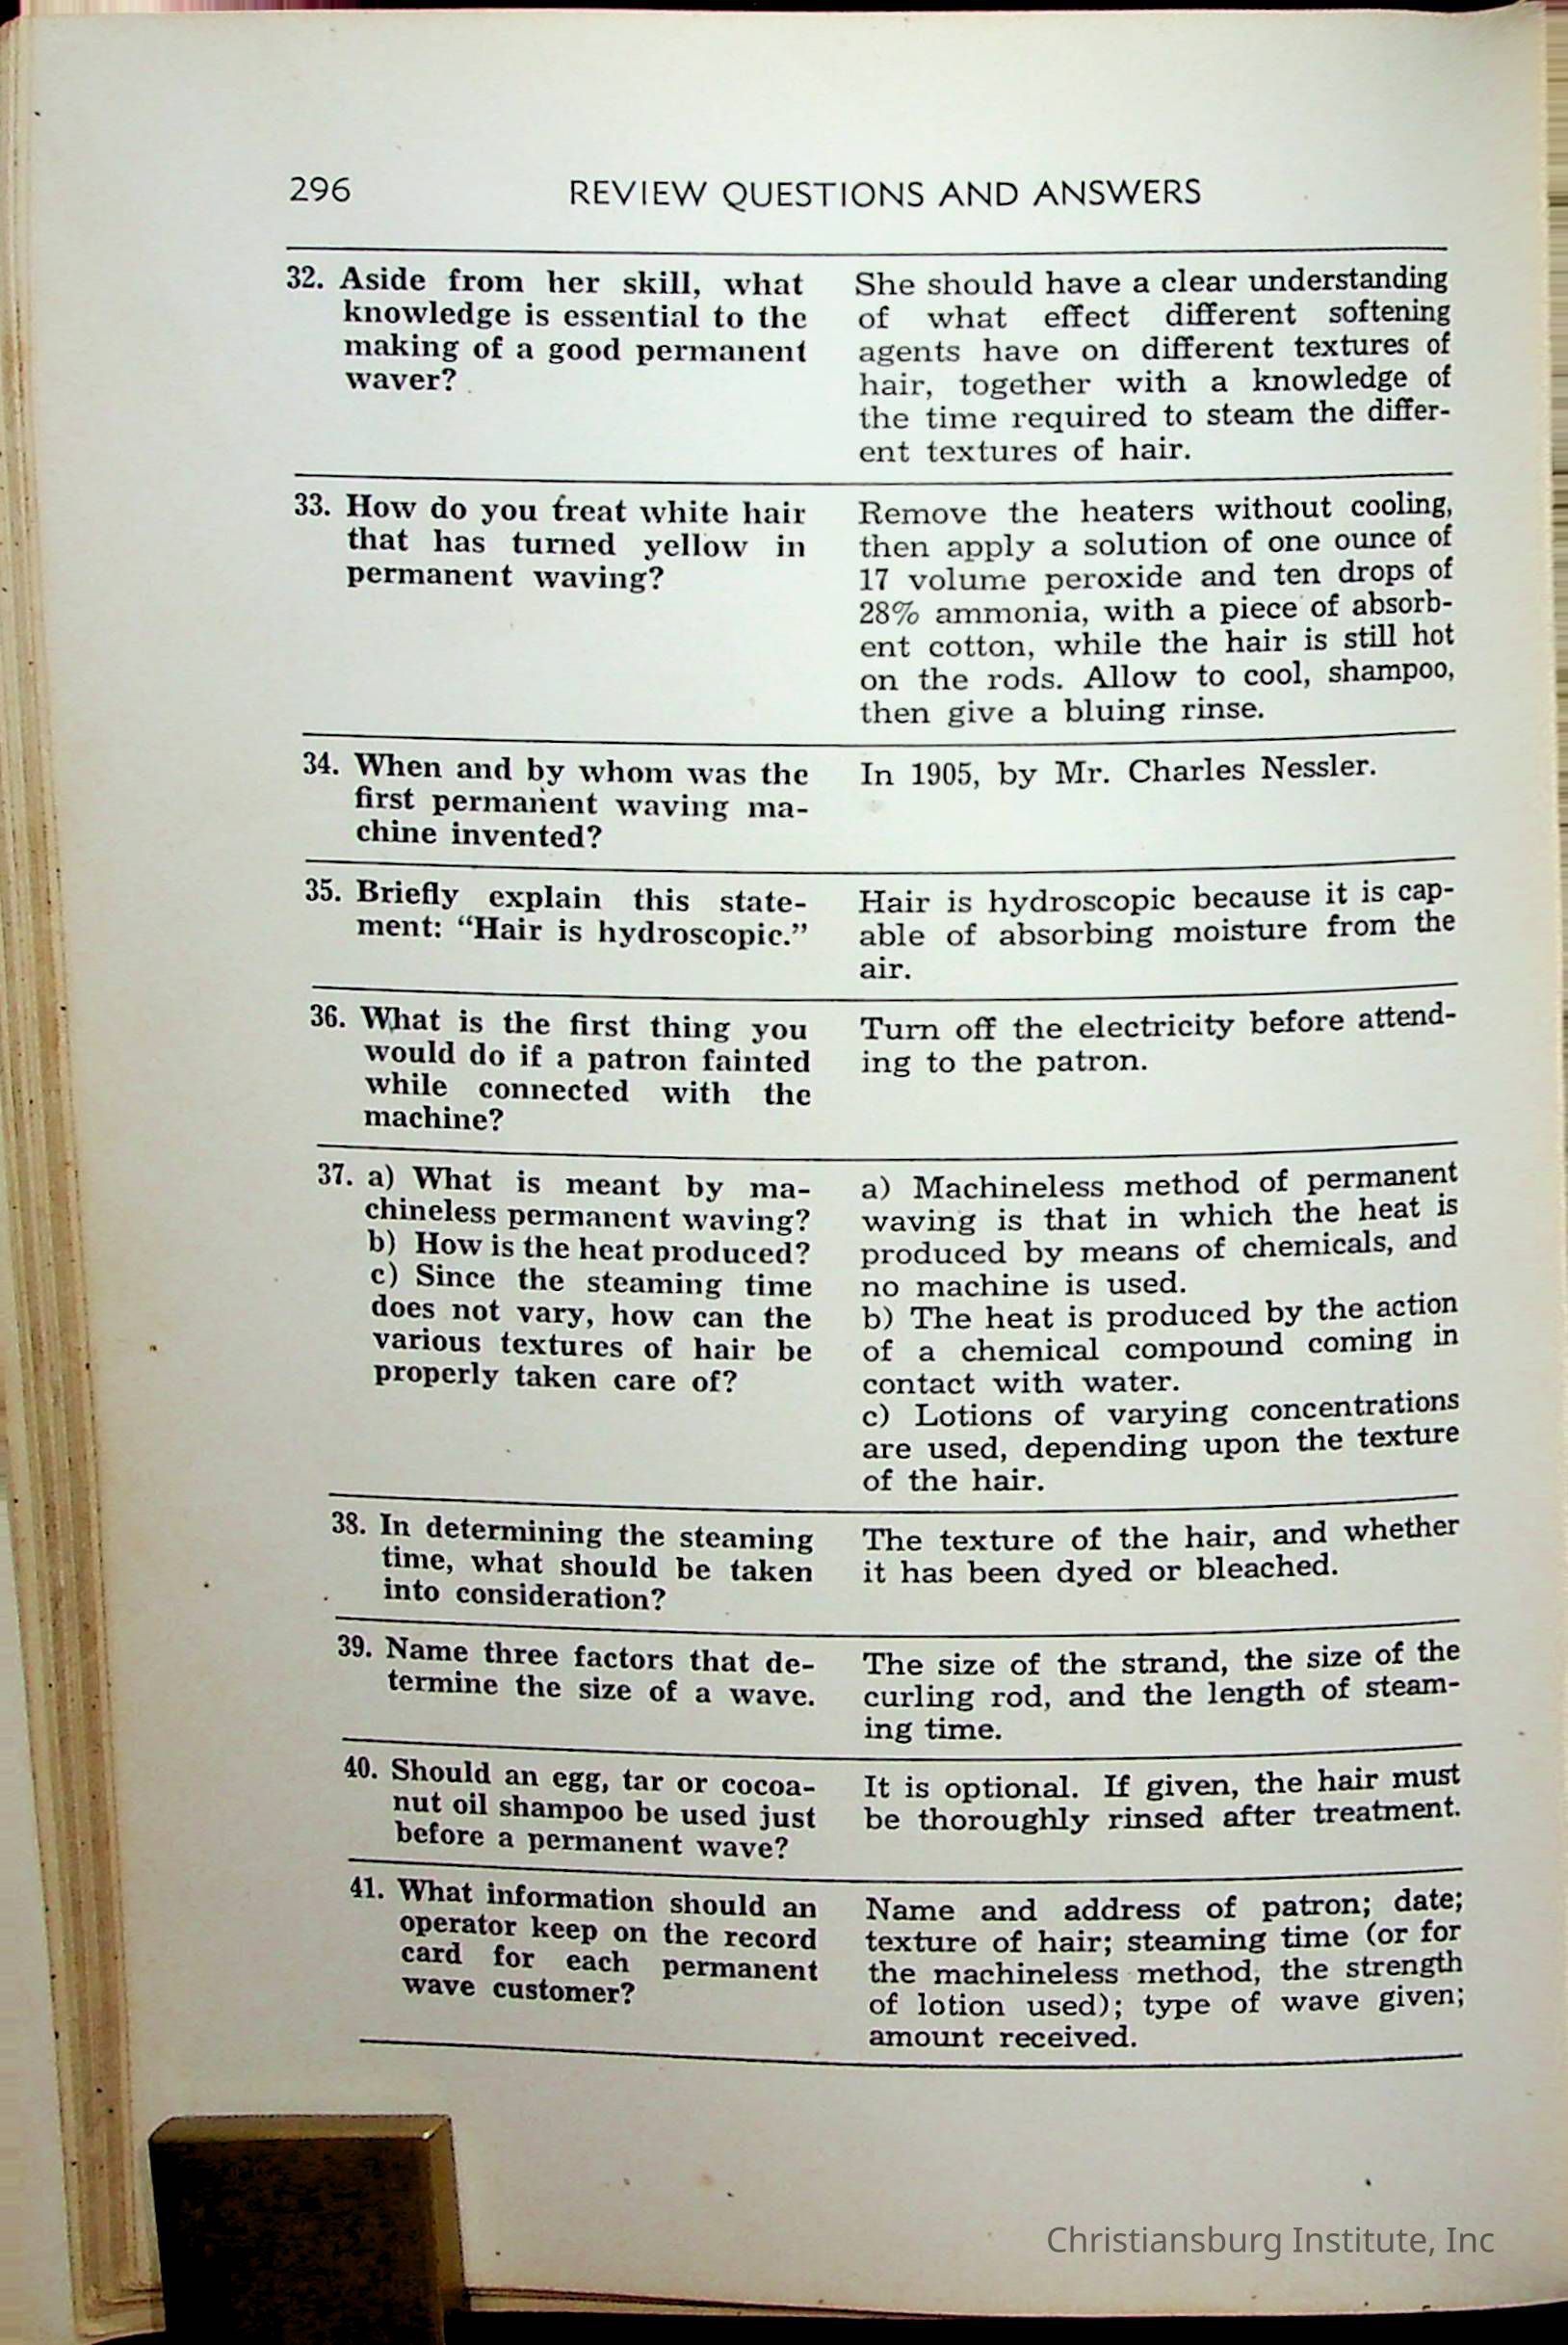 296
REVIEW QUESTIONS AND ANSWERS
32. Aside from her skill, what
knowledge is essential to the
making of a good permanent
waver?
She should have a clear understanding
of what effect different softening
agents have on different textures of
hair, together with a knowledge of
the time required to steam the differ-
ent textures of hair.
33. How do you treat white hair
that has turned yellow in
permanent waving?
Remove the heaters without cooling,
then apply a solution of one ounce of
17 volume peroxide and ten drops of
28% ammonia, with a piece of absorb-
ent cotton, while the hair is still hot
on the rods. Allow to cool, shampoo,
then give a bluing rinse.
34. When and by whom was the
first permanent waving ma-
chine invented?
In 1905, by Mr. Charles Nessler.
35. Briefly explain this state-
ment: “Hair is hydroscopic.”
Hair is hydroscopic because it is cap-
able of absorbing moisture from the
air.
36. What is the first thing you
would do if a patron fainted
while connected with the
machine?
Turn off the electricity before attend-
ing to the patron.
37. a) What is meant by ma-
chineless permanent waving?
b) How is the heat produced?
c) Since the steaming time
does not vary, how can the
various textures of hair be
properly taken care of?
a) Machineless method of permanent
waving is that in which the heat is
produced by means of chemicals, and
no machine is used.
b) The heat is produced by the action
of a chemical compound coming in
contact with water.
c) Lotions of varying concentrations
are used, depending upon the texture
of the hair.
38. In determining the steaming
time, what should be taken
into consideration?
The texture of the hair, and whether
it has been dyed or bleached.
39. Name three factors that de-
termine the size of a wave.
The size of the strand, the size of the
curling rod, and the length of steam-
ing time.
40. Should an egg, tar or cocoa-
nut oil shampoo be used just
before a permanent wave?
It is optional. If given, the hair must
be thoroughly rinsed after treatment.
41. What information should an
operator keep on the record
card for each permanent
wave customer?
Name and address of patron; date;
texture of hair; steaming time (or for
the machineless method, the strength
of lotion used); type of wave given;
amount received.
Christiansburg Institute, Inc